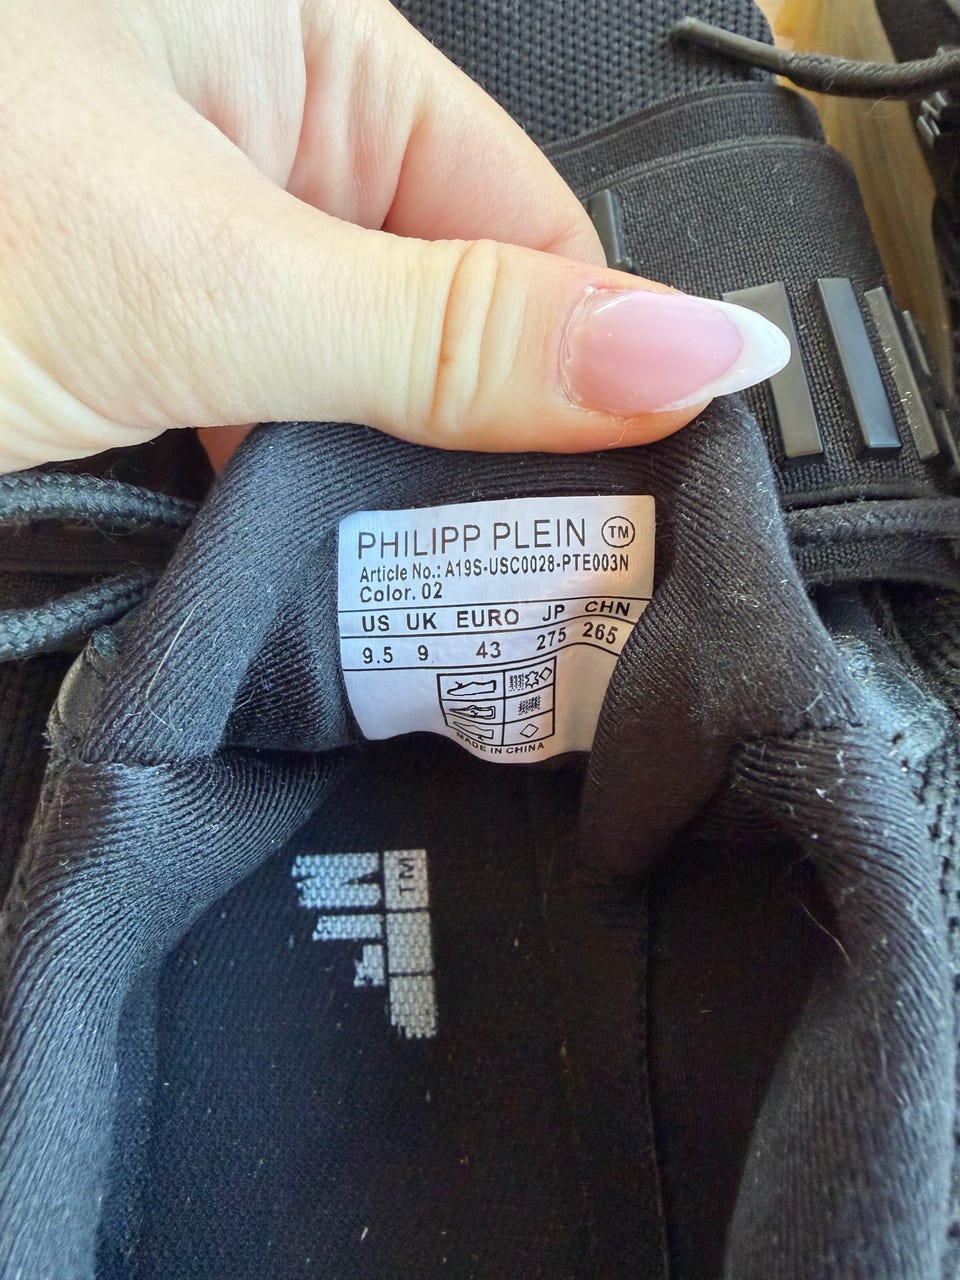 PHILIPP PLEIN TM
Article No.: A19S-USC0028-PTE003N
Color. 02
US UK EURO JP CHN
9.5 9 43 275 265
MADE IN CHINA
TM